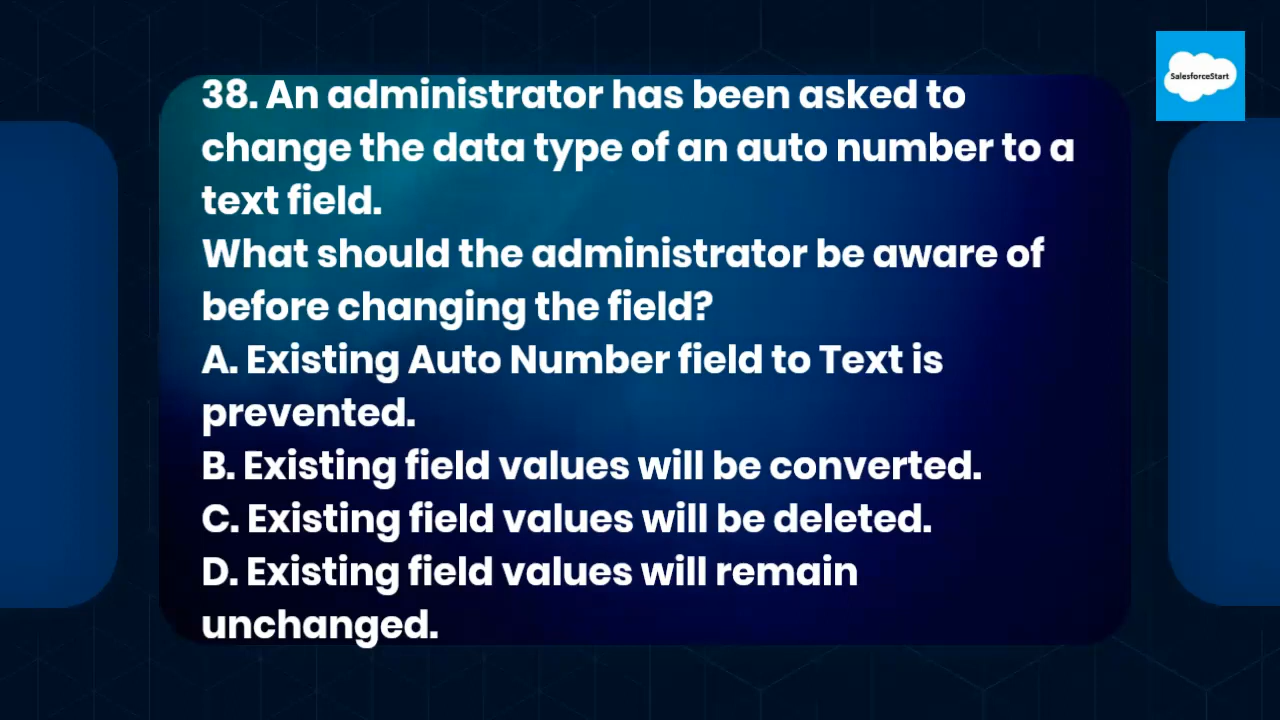 SalesforceStart
38. An administrator has been asked to
change the data type of an auto number to a
text field.
What should the administrator be aware of
before changing the field?
A. Existing Auto Number field to Text is
prevented.
B. Existing field values will be converted.
C. Existing field values will be deleted.
D. Existing field values will remain
unchanged.